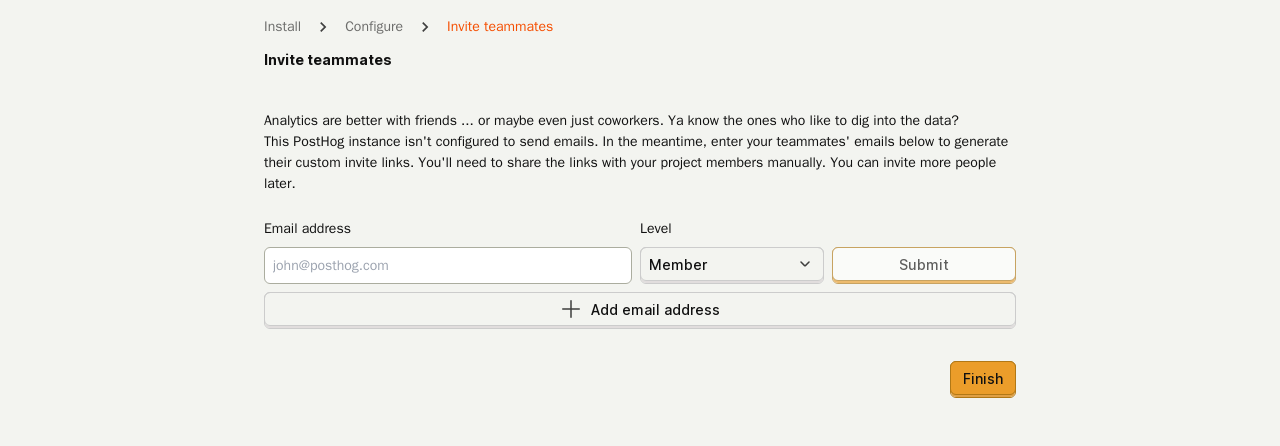 Install Configure Invite teammates
Invite teammates
Analytics are better with friends ... or maybe even just coworkers. Ya know the ones who like to dig into the data?
This PostHog instance isn't configured to send emails. In the meantime, enter your teammates' emails below to generate
their custom invite links. You'll need to share the links with your project members manually. You can invite more people
later.
Email address Level
john@posthog.com Member Submit
Add email address
Finish